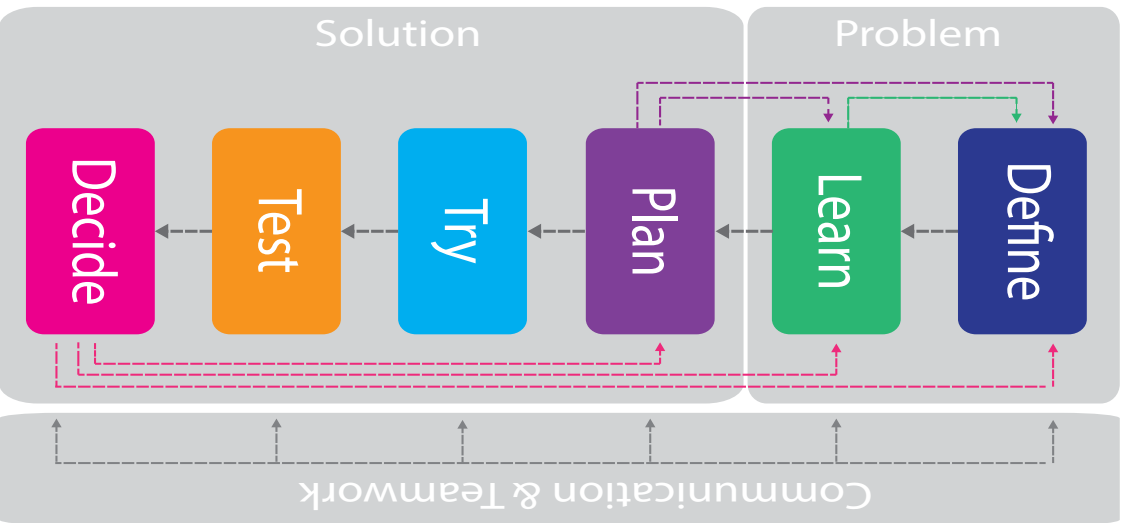 Solution
Problem
Decide
Test
Try
Plan
Learn
Define
Communication & Teamwork